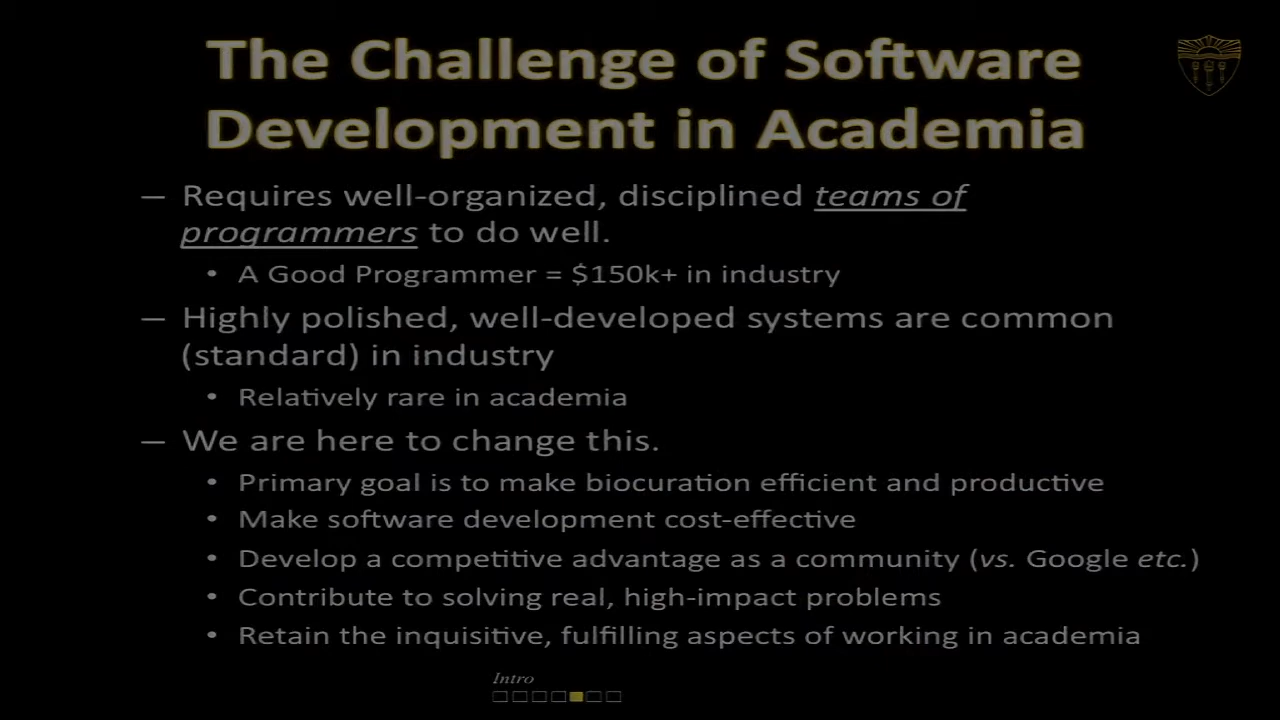 The Challenge of Software
Development in Academia
— Requires well-organized, disciplined teams of
programmers to do well.
• A Good Programmer = $150k+ in industry
— Highly polished, well-developed systems are common
(standard) in industry
• Relatively rare in academia
— We are here to change this.
• Primary goal is to make biocuration efficient and productive
• Make software development cost-effective
• Develop a competitive advantage as a community (vs. Google etc.)
• Contribute to solving real, high-impact problems
• Retain the inquisitive, fulfilling aspects of working in academia
Intro